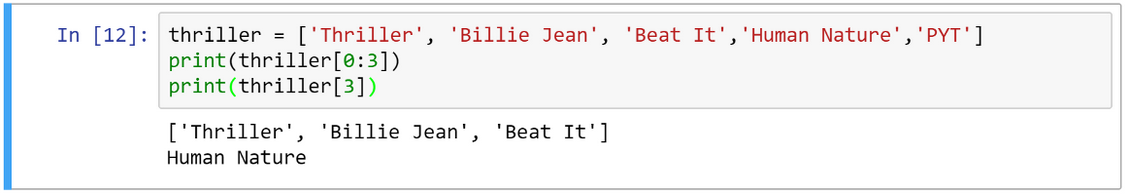 In [12]: thriller = ['Thriller', 'Billie Jean', 'Beat It','Human Nature','PYT']
print(thriller[0:3])
print(thriller[3])
['Thriller', 'Billie Jean', 'Beat It']
Human Nature